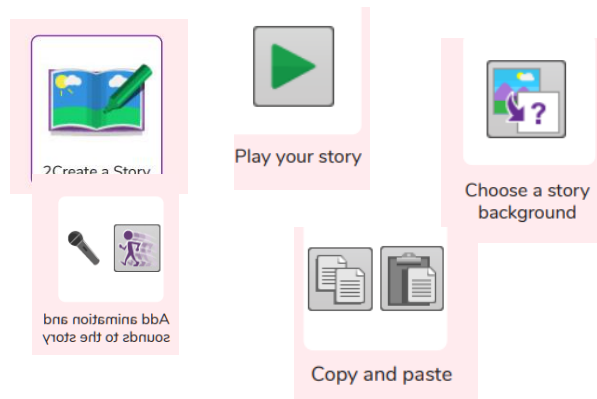 2Create a Story
Play your story
Choose a story
background
Add animation and
sounds to the story
Copy and paste
?